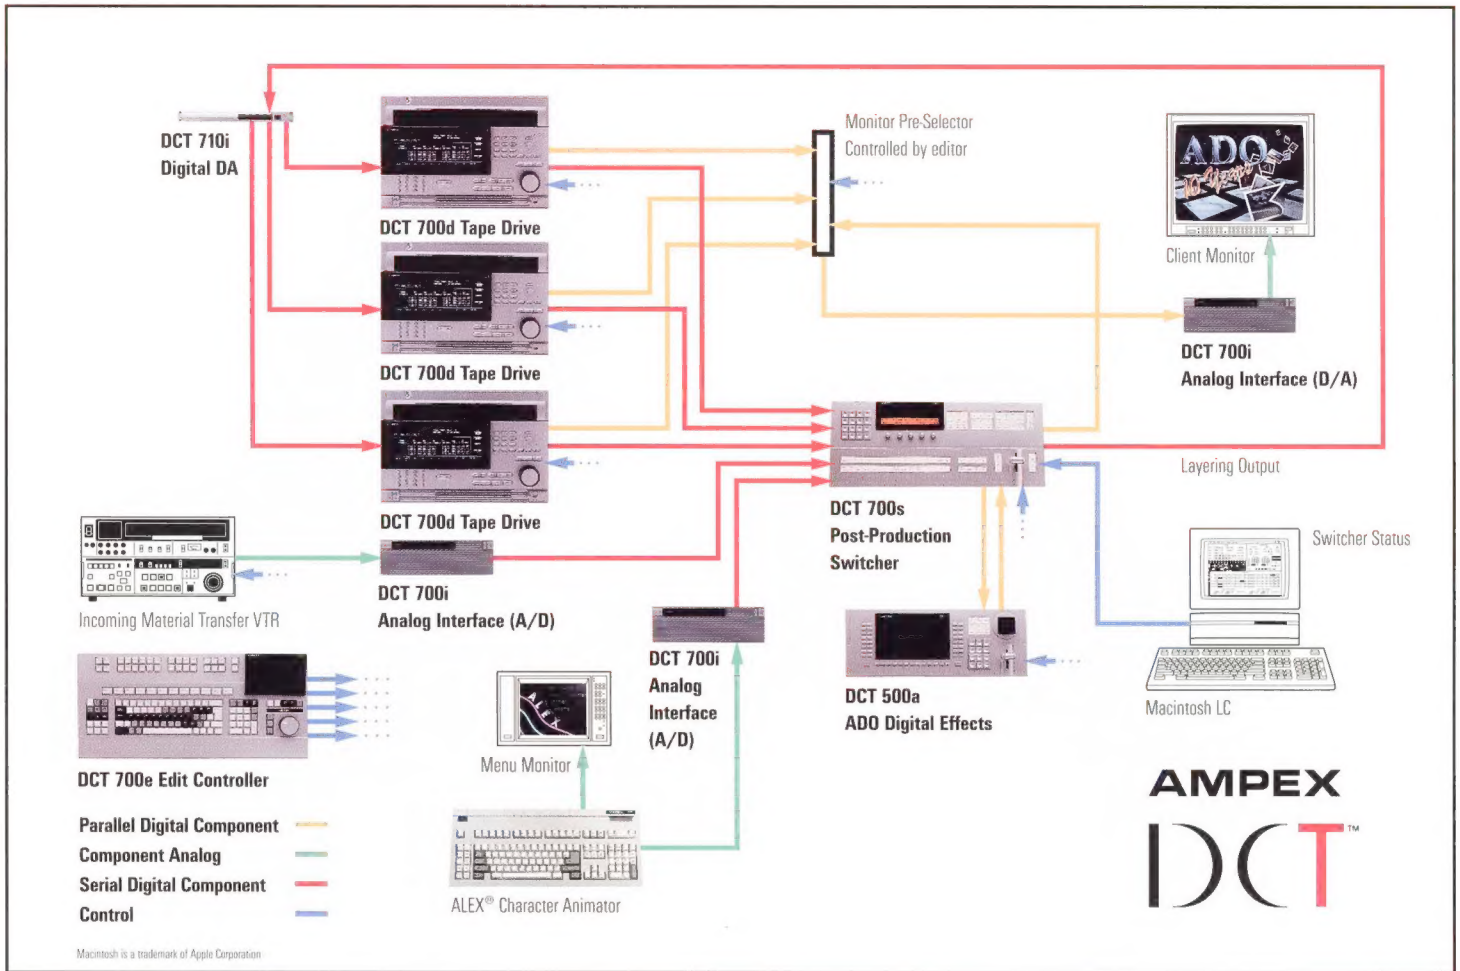 DCT 710i
Digital DA
DCT 700d Tape Drive
Monitor Pre-Selector
Controlled by editor
ADO
10 Years
Client Monitor
DCT 700d Tape Drive
DCT 700i
Analog Interface (D/A)
DCT 700d Tape Drive
Layering Output
DCT 700s
Post-Production
Switcher
Switcher Status
Incoming Material Transfer VTR
DCT 700i
Analog Interface (A/D)
DCT 700i
Analog
Interface
(A/D)
DCT 500a
ADO Digital Effects
Macintosh LC
ALEX
Menu Monitor
DCT 700e Edit Controller
Parallel Digital Component
Component Analog
Serial Digital Component
Control
ALEX® Character Animator
AMPEX
DCT™
Macintosh is a trademark of Apple Corporation